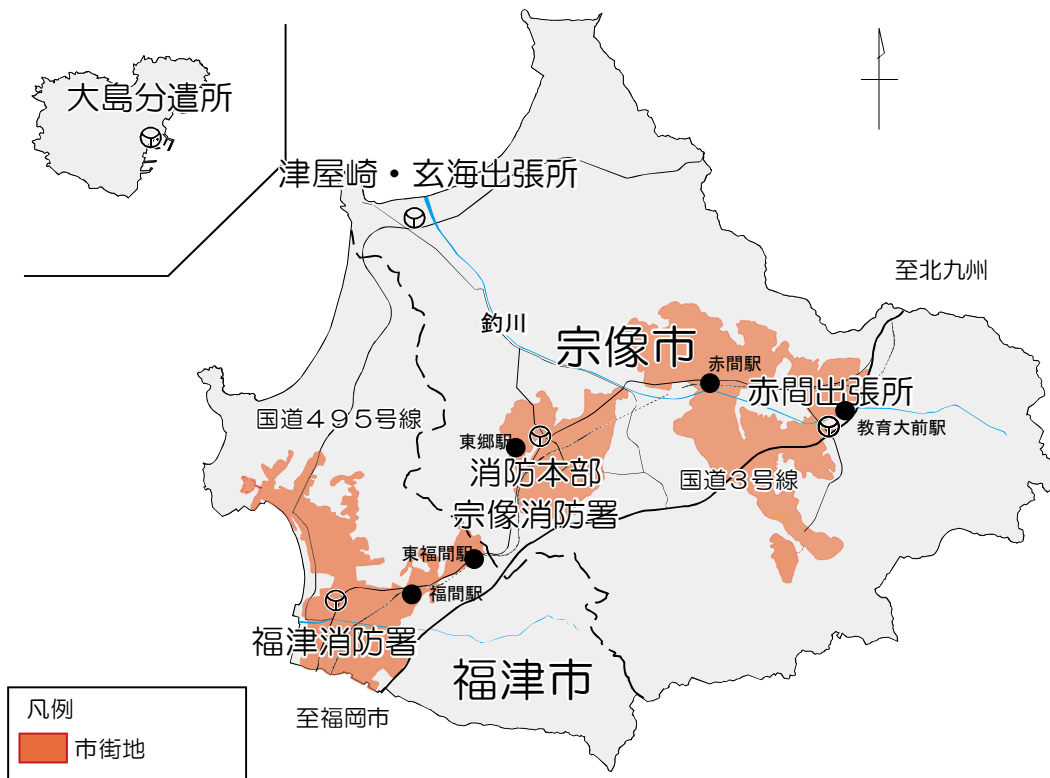 大島分遣所
津屋崎・玄海出張所
至北九州
釣川
宗像市
赤間駅
赤間出張所
国道495号線
東郷駅
教育大前駅
消防本部
国道3号線
宗像消防署
東福間駅
福間駅
福津消防署
福津市
至福岡市
凡例
市街地